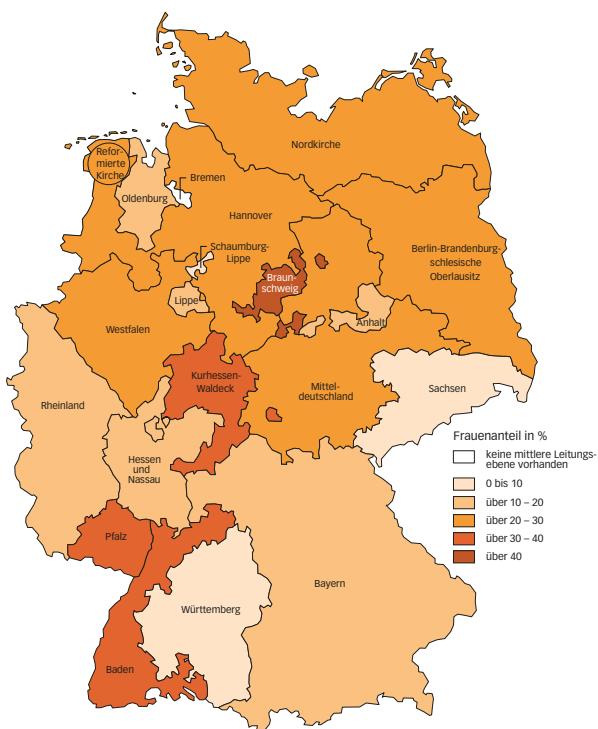 Nordkirche
Refor-
mierte
Kirche
Bremen
Oldenburg
Hannover
Schaumburg-
Lippe
Berlin-Brandenburg-
schlesische
Oberlausitz
Braun-
schweig
Lippe
Anhalt
Westfalen
Kurhessen-
Waldeck
Mittel-
deutschland
Sachsen
Rheinland
Hessen
und
Nassau
Frauenanteil in %
keine mittlere Leitungs-
ebene vorhanden
0 bis 10
über 10 – 20
über 20 – 30
über 30 – 40
über 40
Pfalz
Bayern
Württemberg
Baden